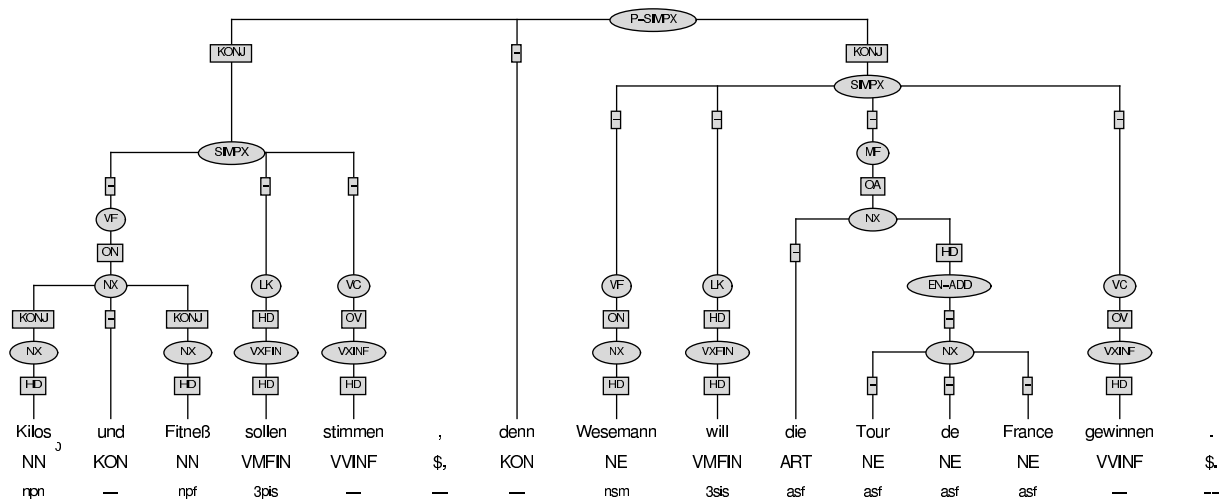 P-SIMPX
KONJ - KONJ
SIMPX
- - - -
SIMPX MF
- - - OA
VF NX
ON - HD
NX LK VC VF LK EN-ADD VC
KONJ - KONJ HD OV ON HD - OV
NX NX VXFIN VXINF NX VXFIN NX VXINF
HD HD HD HD HD HD - - - HD
Kilos und Fitneß sollen stimmen , denn Wesemann will die Tour de France gewinnen .
NN KON NN VMFIN VVINF $, KON NE VMFIN ART NE NE NE VVINF $.
npn — npf 3pis — — — nsm 3sis asf asf asf asf — --